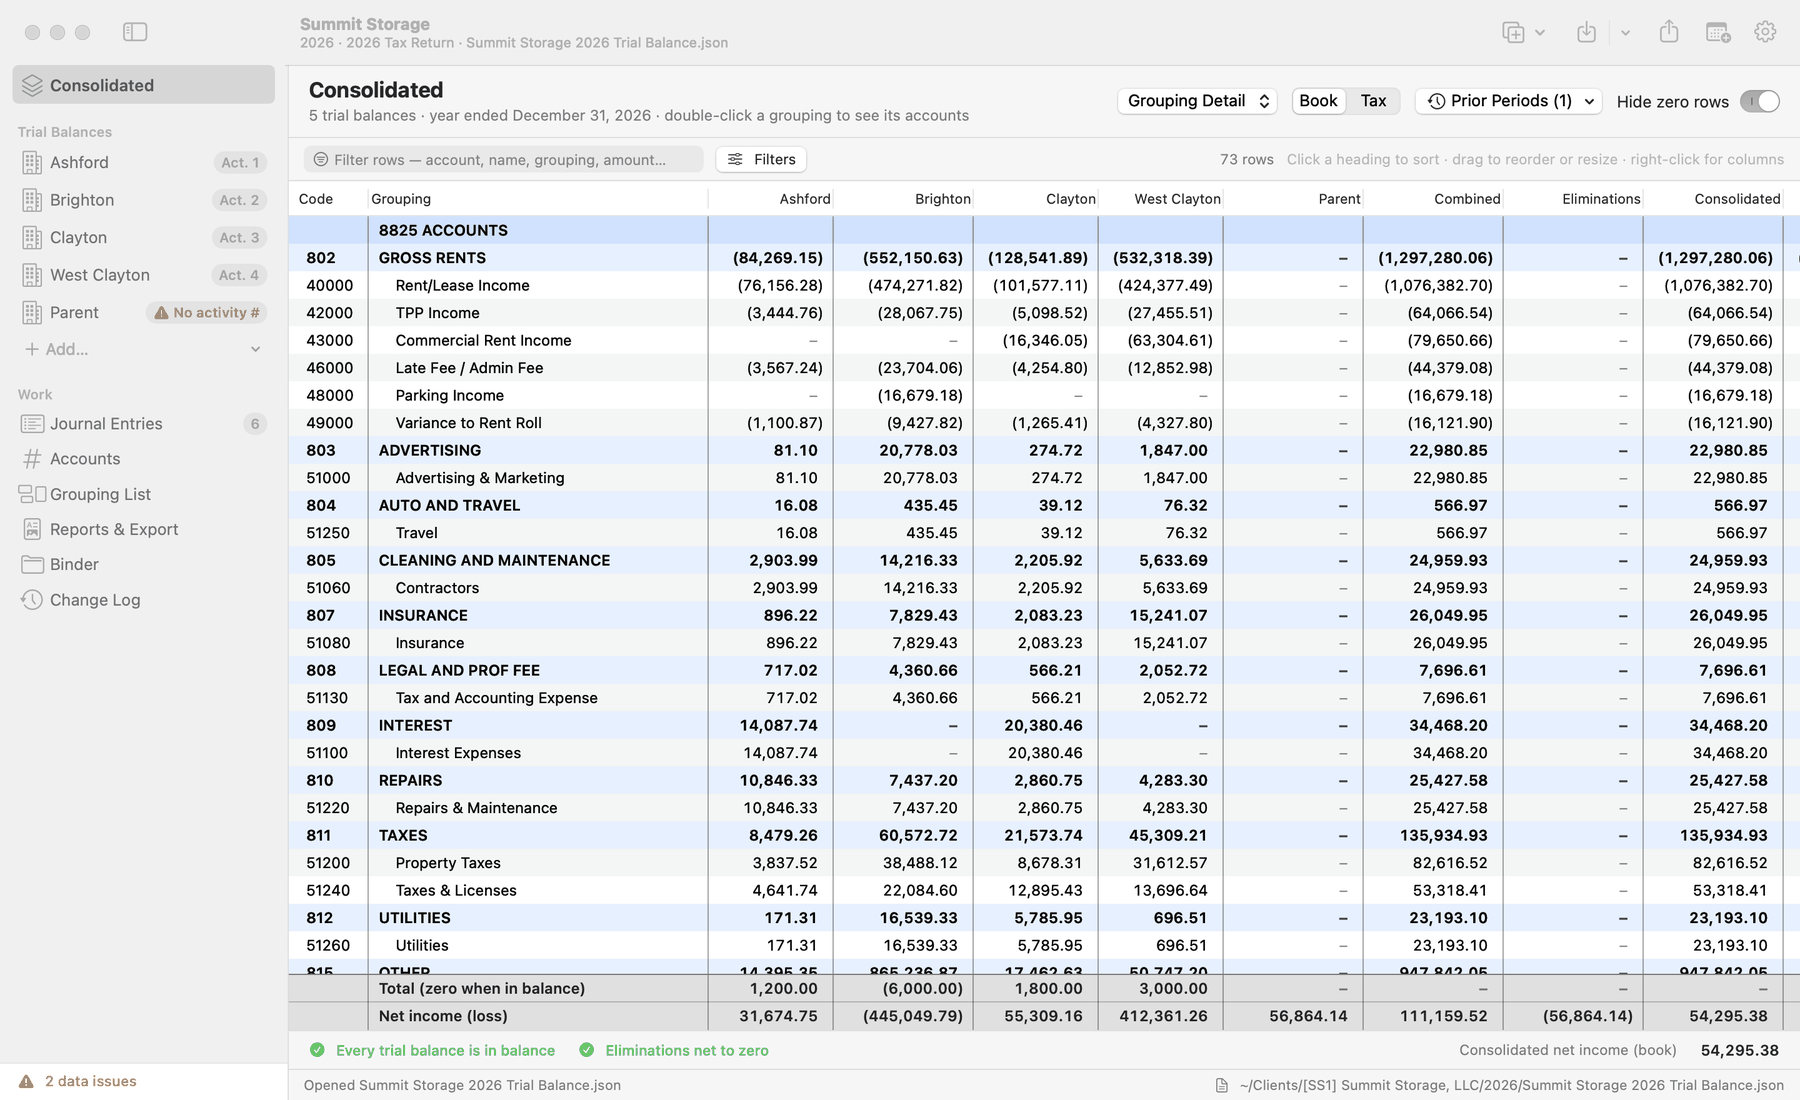 Summit Storage
2026 · 2026 Tax Return · Summit Storage 2026 Trial Balance.json
Consolidated
Trial Balances
Ashford Act. 1
Brighton Act. 2
Clayton Act. 3
West Clayton Act. 4
Parent No activity #
Add...
Work
Journal Entries 6
Accounts
Grouping List
Reports & Export
Binder
Change Log
2 data issues
Consolidated
5 trial balances · year ended December 31, 2026 · double-click a grouping to see its accounts
Grouping Detail Book Tax Prior Periods (1) Hide zero rows
Filter rows — account, name, grouping, amount... Filters 73 rows Click a heading to sort · drag to reorder or resize · right-click for columns
Code Grouping Ashford Brighton Clayton West Clayton Parent Combined Eliminations Consolidated
8825 ACCOUNTS
802 GROSS RENTS (84,269.15) (552,150.63) (128,541.89) (532,318.39) – (1,297,280.06) – (1,297,280.06)
40000 Rent/Lease Income (76,156.28) (474,271.82) (101,577.11) (424,377.49) – (1,076,382.70) – (1,076,382.70)
42000 TPP Income (3,444.76) (28,067.75) (5,098.52) (27,455.51) – (64,066.54) – (64,066.54)
43000 Commercial Rent Income – – (16,346.05) (63,304.61) – (79,650.66) – (79,650.66)
46000 Late Fee / Admin Fee (3,567.24) (23,704.06) (4,254.80) (12,852.98) – (44,379.08) – (44,379.08)
48000 Parking Income – (16,679.18) – – – (16,679.18) – (16,679.18)
49000 Variance to Rent Roll (1,100.87) (9,427.82) (1,265.41) (4,327.80) – (16,121.90) – (16,121.90)
803 ADVERTISING 81.10 20,778.03 274.72 1,847.00 – 22,980.85 – 22,980.85
51000 Advertising & Marketing 81.10 20,778.03 274.72 1,847.00 – 22,980.85 – 22,980.85
804 AUTO AND TRAVEL 16.08 435.45 39.12 76.32 – 566.97 – 566.97
51250 Travel 16.08 435.45 39.12 76.32 – 566.97 – 566.97
805 CLEANING AND MAINTENANCE 2,903.99 14,216.33 2,205.92 5,633.69 – 24,959.93 – 24,959.93
51060 Contractors 2,903.99 14,216.33 2,205.92 5,633.69 – 24,959.93 – 24,959.93
807 INSURANCE 896.22 7,829.43 2,083.23 15,241.07 – 26,049.95 – 26,049.95
51080 Insurance 896.22 7,829.43 2,083.23 15,241.07 – 26,049.95 – 26,049.95
808 LEGAL AND PROF FEE 717.02 4,360.66 566.21 2,052.72 – 7,696.61 – 7,696.61
51130 Tax and Accounting Expense 717.02 4,360.66 566.21 2,052.72 – 7,696.61 – 7,696.61
809 INTEREST 14,087.74 – 20,380.46 – – 34,468.20 – 34,468.20
51100 Interest Expenses 14,087.74 – 20,380.46 – – 34,468.20 – 34,468.20
810 REPAIRS 10,846.33 7,437.20 2,860.75 4,283.30 – 25,427.58 – 25,427.58
51220 Repairs & Maintenance 10,846.33 7,437.20 2,860.75 4,283.30 – 25,427.58 – 25,427.58
811 TAXES 8,479.26 60,572.72 21,573.74 45,309.21 – 135,934.93 – 135,934.93
51200 Property Taxes 3,837.52 38,488.12 8,678.31 31,612.57 – 82,616.52 – 82,616.52
51240 Taxes & Licenses 4,641.74 22,084.60 12,895.43 13,696.64 – 53,318.41 – 53,318.41
812 UTILITIES 171.31 16,539.33 5,785.95 696.51 – 23,193.10 – 23,193.10
51260 Utilities 171.31 16,539.33 5,785.95 696.51 – 23,193.10 – 23,193.10
815 OTHER 14,395.35 865,236.87 17,462.63 50,747.20 – 947,842.05 – 947,842.05
Total (zero when in balance) 1,200.00 (6,000.00) 1,800.00 3,000.00 – – – –
Net income (loss) 31,674.75 (445,049.79) 55,309.16 412,361.26 56,864.14 111,159.52 (56,864.14) 54,295.38
Every trial balance is in balance Eliminations net to zero Consolidated net income (book) 54,295.38
Opened Summit Storage 2026 Trial Balance.json ~/Clients/[SS1] Summit Storage, LLC/2026/Summit Storage 2026 Trial Balance.json